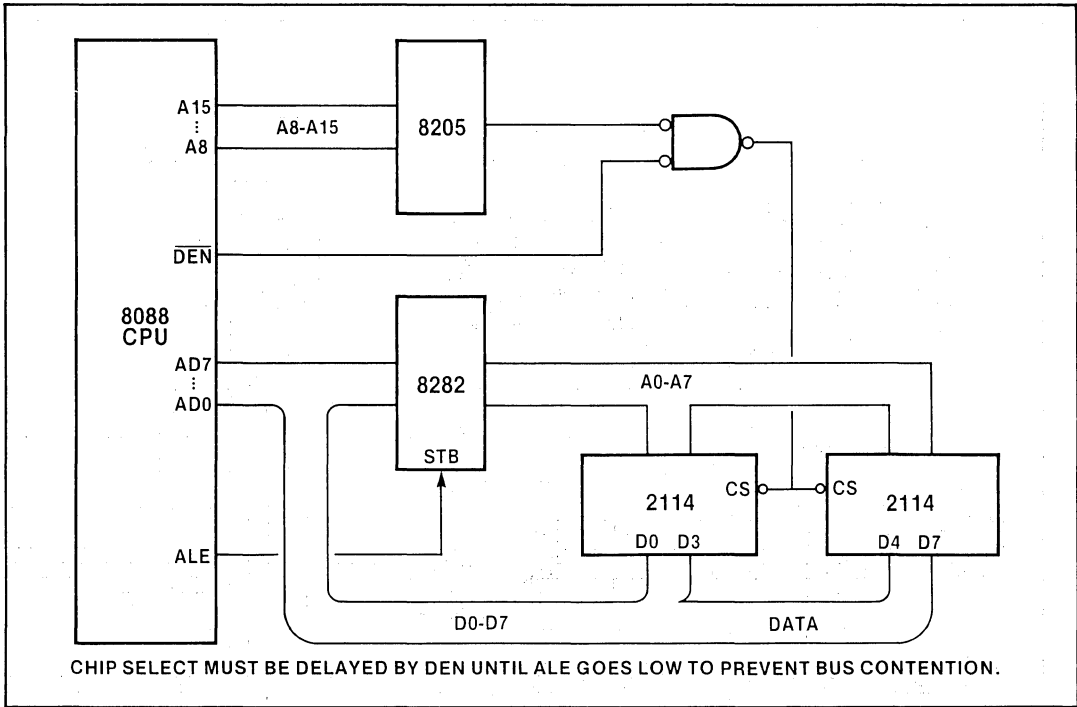 A15
A8
A8-A15
8205
DEN
8088
CPU
AD7
AD0
8282
STB
A0-A7
ALE
2114
CS
D0 D3
CS
2114
D4 D7
D0-D7
DATA
CHIP SELECT MUST BE DELAYED BY DEN UNTIL ALE GOES LOW TO PREVENT BUS CONTENTION.